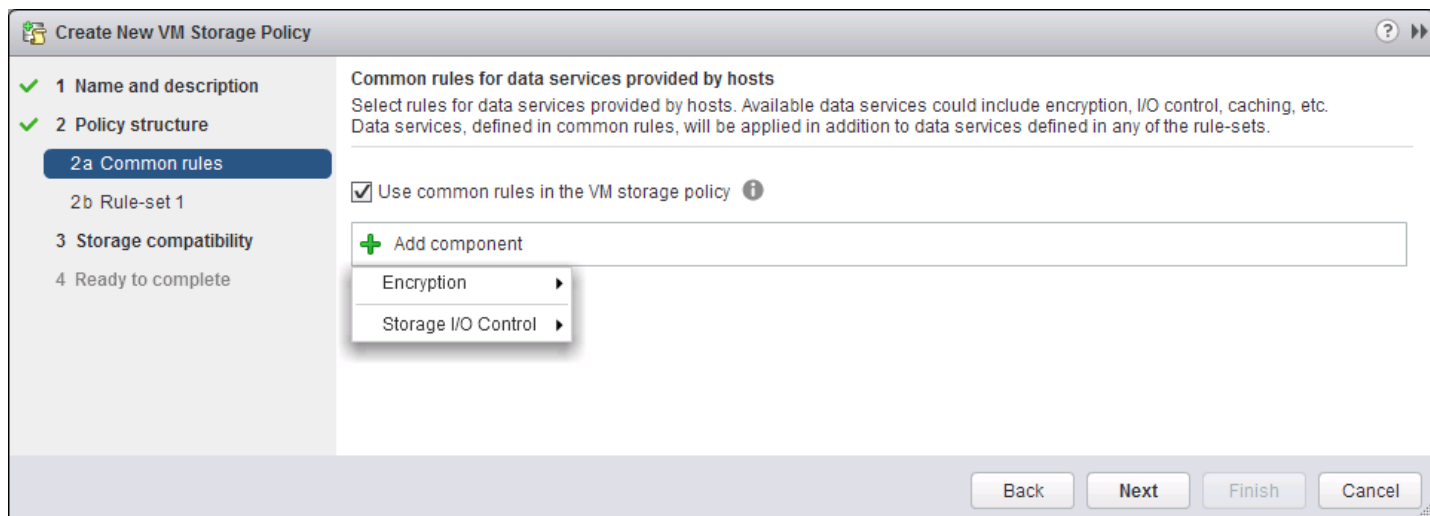 Create New VM Storage Policy
?
1 Name and description
2 Policy structure
2a Common rules
2b Rule-set 1
3 Storage compatibility
4 Ready to complete
Common rules for data services provided by hosts
Select rules for data services provided by hosts. Available data services could include encryption, I/O control, caching, etc.
Data services, defined in common rules, will be applied in addition to data services defined in any of the rule-sets.
Use common rules in the VM storage policy
Add component
Encryption
Storage I/O Control
Back Next Finish Cancel